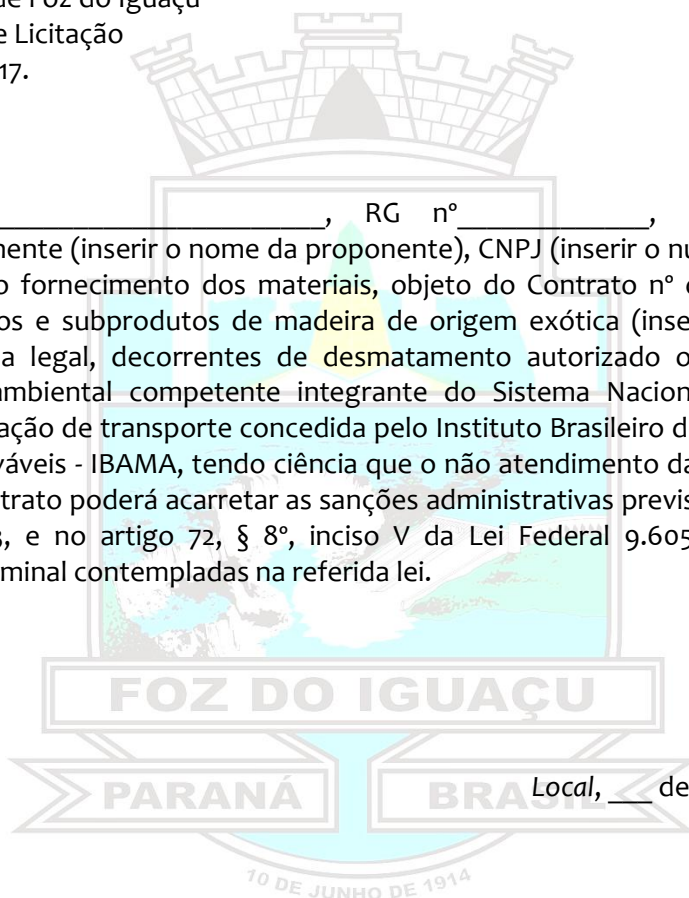 de Foz do Iguaçu
e Licitação
17.
____________________________, RG nº________________,
mente (inserir o nome da proponente), CNPJ (inserir o nu
o fornecimento dos materiais, objeto do Contrato nº
os e subprodutos de madeira de origem exótica (inse
a legal, decorrentes de desmatamento autorizado o
ambiental competente integrante do Sistema Nacion
ação de transporte concedida pelo Instituto Brasileiro d
váveis - IBAMA, tendo ciência que o não atendimento da
trato poderá acarretar as sanções administrativas previs
, e no artigo 72, § 8º, inciso V da Lei Federal 9.605
minal contempladas na referida lei.
FOZ DO IGUAÇU
Local, ___ de
PARANÁ BRASIL
10 DE JUNHO DE 1914